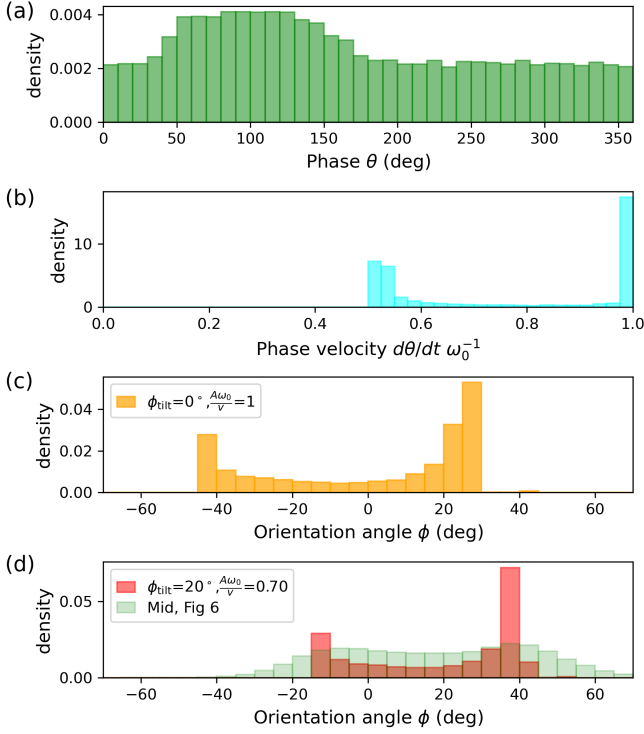 (a)
density
0.004
0.002
0.000
0 50 100 150 200 250 300 350
Phase θ (deg)
(b)
density
10
0
0.0 0.2 0.4 0.6 0.8 1.0
Phase velocity dθ/dt ω₀⁻¹
(c)
density
0.04
0.02
0.00
ϕtilt=0°,Aω₀/v=1
−60 −40 −20 0 20 40 60
Orientation angle ϕ (deg)
(d)
density
0.05
0.00
ϕtilt=20°,Aω₀/v=0.70
Mid, Fig 6
−60 −40 −20 0 20 40 60
Orientation angle ϕ (deg)